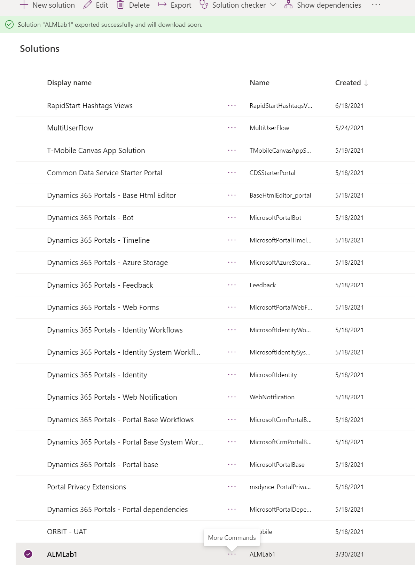 New solution Edit Delete Export Solution checker Show dependencies ...
Solution "ALMLab1" exported successfully and will download soon.
Solutions
Display name Name Created ↓
RapidStart Hashtags Views ... RapidStartHashtagsV... 6/18/2021
MultiUserFlow ... MultiUserFlow 5/24/2021
T-Mobile Canvas App Solution ... TMobileCanvasAppS... 5/19/2021
Common Data Service Starter Portal ... CDSStarterPortal 5/18/2021
Dynamics 365 Portals - Base Html Editor ... BaseHtmlEditor_portal 5/18/2021
Dynamics 365 Portals - Bot ... MicrosoftPortalBot 5/18/2021
Dynamics 365 Portals - Timeline ... MicrosoftPortalTimel... 5/18/2021
Dynamics 365 Portals - Azure Storage ... MicrosoftAzureStora... 5/18/2021
Dynamics 365 Portals - Feedback ... Feedback 5/18/2021
Dynamics 365 Portals - Web Forms ... MicrosoftPortalWebF... 5/18/2021
Dynamics 365 Portals - Identity Workflows ... MicrosoftIdentityWo... 5/18/2021
Dynamics 365 Portals - Identity System Workfl... ... MicrosoftIdentitySys... 5/18/2021
Dynamics 365 Portals - Identity ... MicrosoftIdentity 5/18/2021
Dynamics 365 Portals - Web Notification ... WebNotification 5/18/2021
Dynamics 365 Portals - Portal Base Workflows ... MicrosoftCrmPortalB... 5/18/2021
Dynamics 365 Portals - Portal Base System Wor... ... MicrosoftCrmPortalB... 5/18/2021
Dynamics 365 Portals - Portal base ... MicrosoftPortalBase 5/18/2021
Portal Privacy Extensions ... msdynce_PortalPriva... 5/18/2021
Dynamics 365 Portals - Portal dependencies ... MicrosoftPortalDepe... 5/18/2021
ORBIT - UAT 5/18/2021
More Commands
ALMLab1 ... ALMLab1 3/30/2021